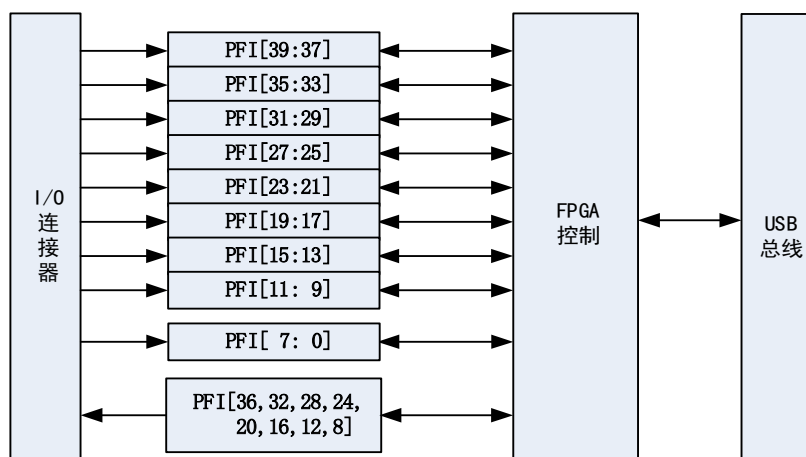 I/O
连
接
器
PFI[39:37]
PFI[35:33]
PFI[31:29]
PFI[27:25]
PFI[23:21]
PFI[19:17]
PFI[15:13]
PFI[11: 9]
PFI[ 7: 0]
PFI[36,32,28,24,
20,16,12,8]
FPGA
控制
USB
总线